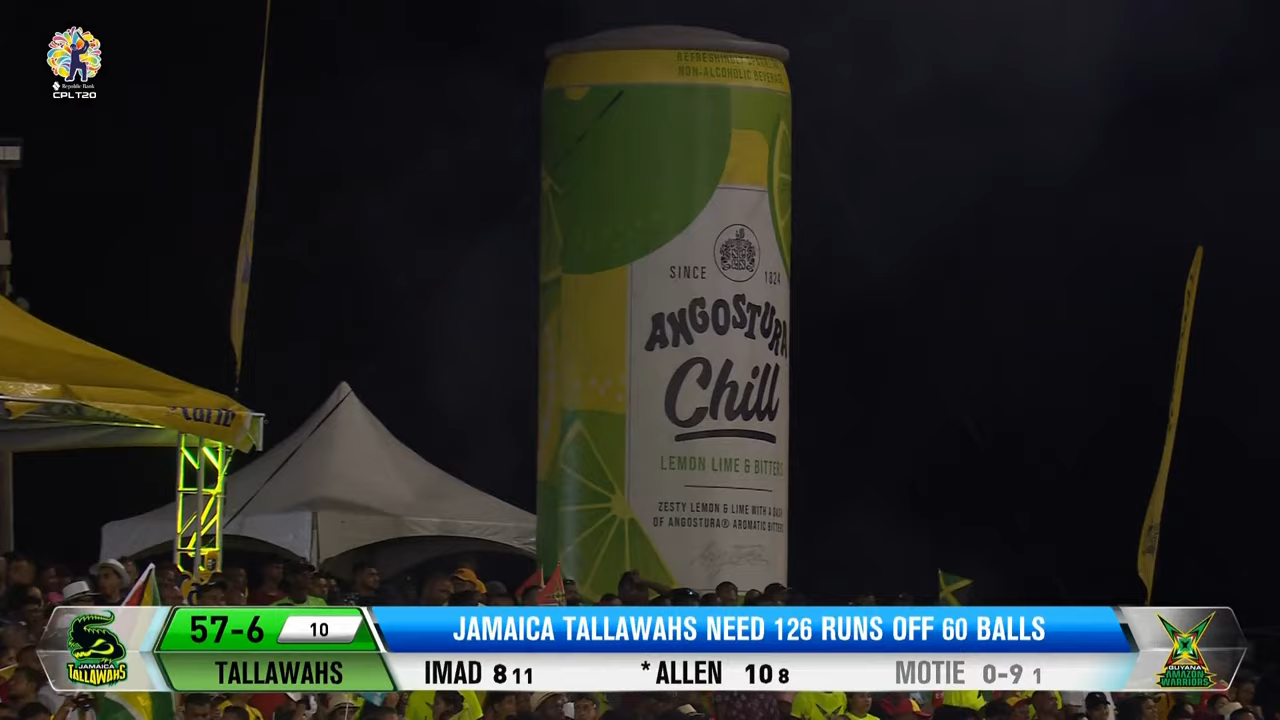 Republic Bank
CPLT20
NON-ALCOHOLIC BEVERAGE
SINCE 1824
ANGOSTURA
Chill
LEMON LIME & BITTERS
ZESTY LEMON & LIME WITH A DASH
OF ANGOSTURA® AROMATIC BITTERS
JAMAICA
TALLAWAHS
57-6 10
TALLAWAHS
JAMAICA TALLAWAHS NEED 126 RUNS OFF 60 BALLS
IMAD 8 11 *ALLEN 10 8 MOTIE 0-9 1
GUYANA
AMAZON
WARRIORS